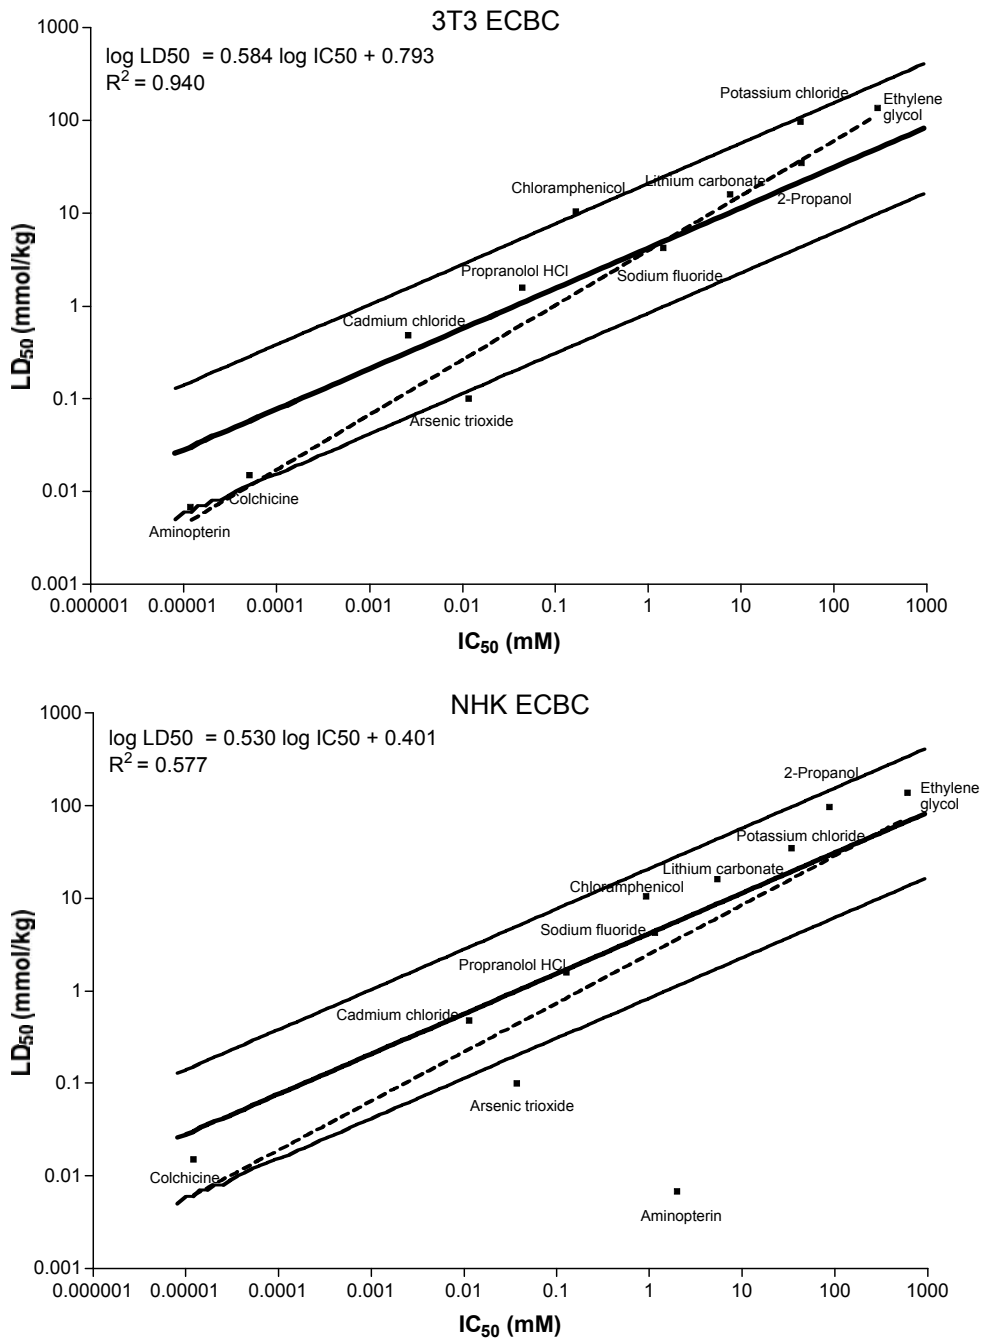 3T3 ECBC
log LD50 = 0.584 log IC50 + 0.793
R2 = 0.940
1000
100
10
1
0.1
0.01
0.001
LD50 (mmol/kg)
Potassium chloride
Ethylene
glycol
Chloramphenicol
Lithium carbonate
2-Propanol
Propranolol HCl
Sodium fluoride
Cadmium chloride
Arsenic trioxide
Colchicine
Aminopterin
0.000001
0.00001
0.0001
0.001
0.01
0.1
1
10
100
1000
IC50 (mM)
NHK ECBC
log LD50 = 0.530 log IC50 + 0.401
R2 = 0.577
1000
100
10
1
0.1
0.01
0.001
LD50 (mmol/kg)
2-Propanol
Ethylene
glycol
Potassium chloride
Lithium carbonate
Chloramphenicol
Sodium fluoride
Propranolol HCl
Cadmium chloride
Arsenic trioxide
Colchicine
Aminopterin
0.000001
0.00001
0.0001
0.001
0.01
0.1
1
10
100
1000
IC50 (mM)